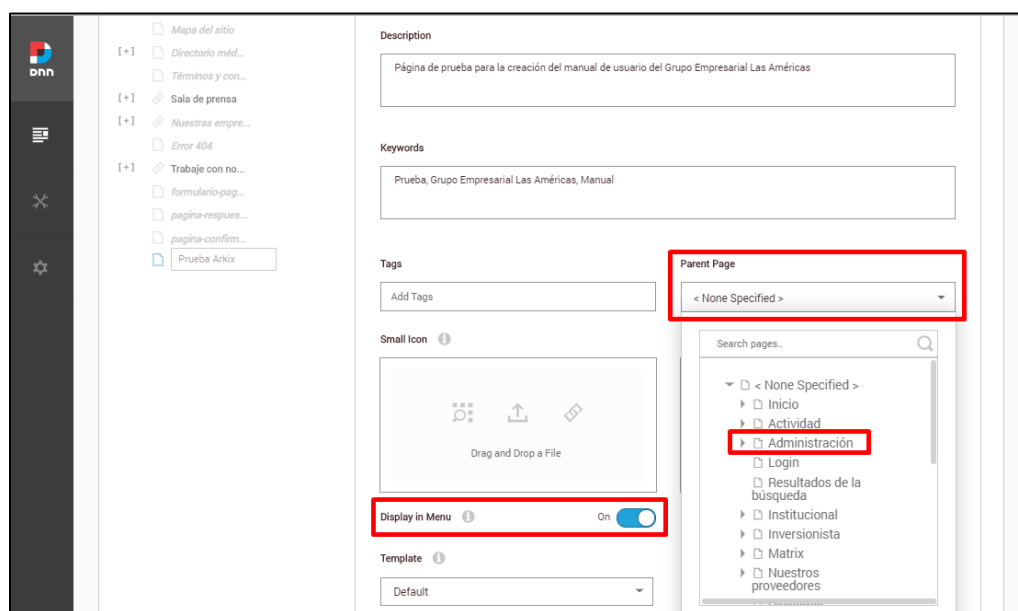 DNN
Mapa del sitio
[+] Directorio méd...
Términos y con...
[+] Sala de prensa
[+] Nuestras empre...
Error 404
[+] Trabaje con no...
formulario-pag...
pagina-respues...
pagina-confirm...
Prueba Arkix
Description
Página de prueba para la creación del manual de usuario del Grupo Empresarial Las Américas
Keywords
Prueba, Grupo Empresarial Las Américas, Manual
Tags
Add Tags
Parent Page
< None Specified >
Search pages..
< None Specified >
Inicio
Actividad
Administración
Login
Resultados de la
búsqueda
Institucional
Inversionista
Matrix
Nuestros
proveedores
Small Icon
Drag and Drop a File
Display in Menu On
Template
Default